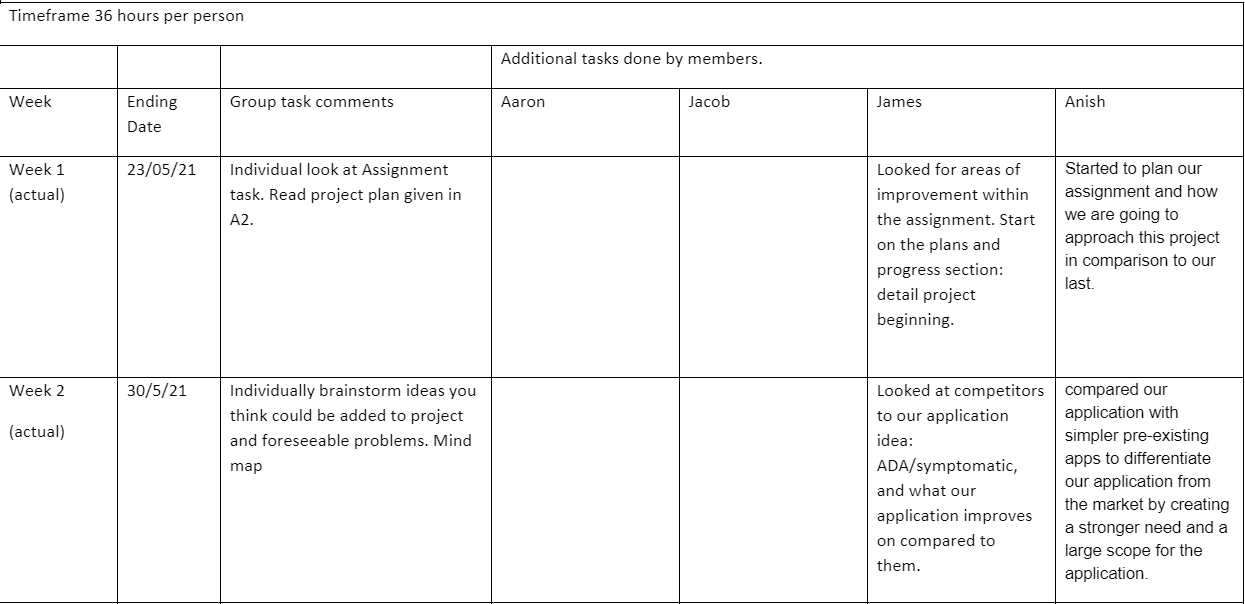 Timeframe 36 hours per person
Additional tasks done by members.
Week
Ending
Date
Group task comments
Aaron
Jacob
James
Anish
Week 1
(actual)
23/05/21
Individual look at Assignment
task. Read project plan given in
A2.
Looked for areas of
improvement within
the assignment. Start
on the plans and
progress section:
detail project
beginning.
Started to plan our
assignment and how
we are going to
approach this project
in comparison to our
last.
Week 2
(actual)
30/5/21
Individually brainstorm ideas you
think could be added to project
and foreseeable problems. Mind
map
Looked at competitors
to our application
idea:
ADA/symptomatic,
and what our
application improves
on compared to
them.
compared our
application with
simpler pre-existing
apps to differentiate
our application from
the market by creating
a stronger need and a
large scope for the
application.